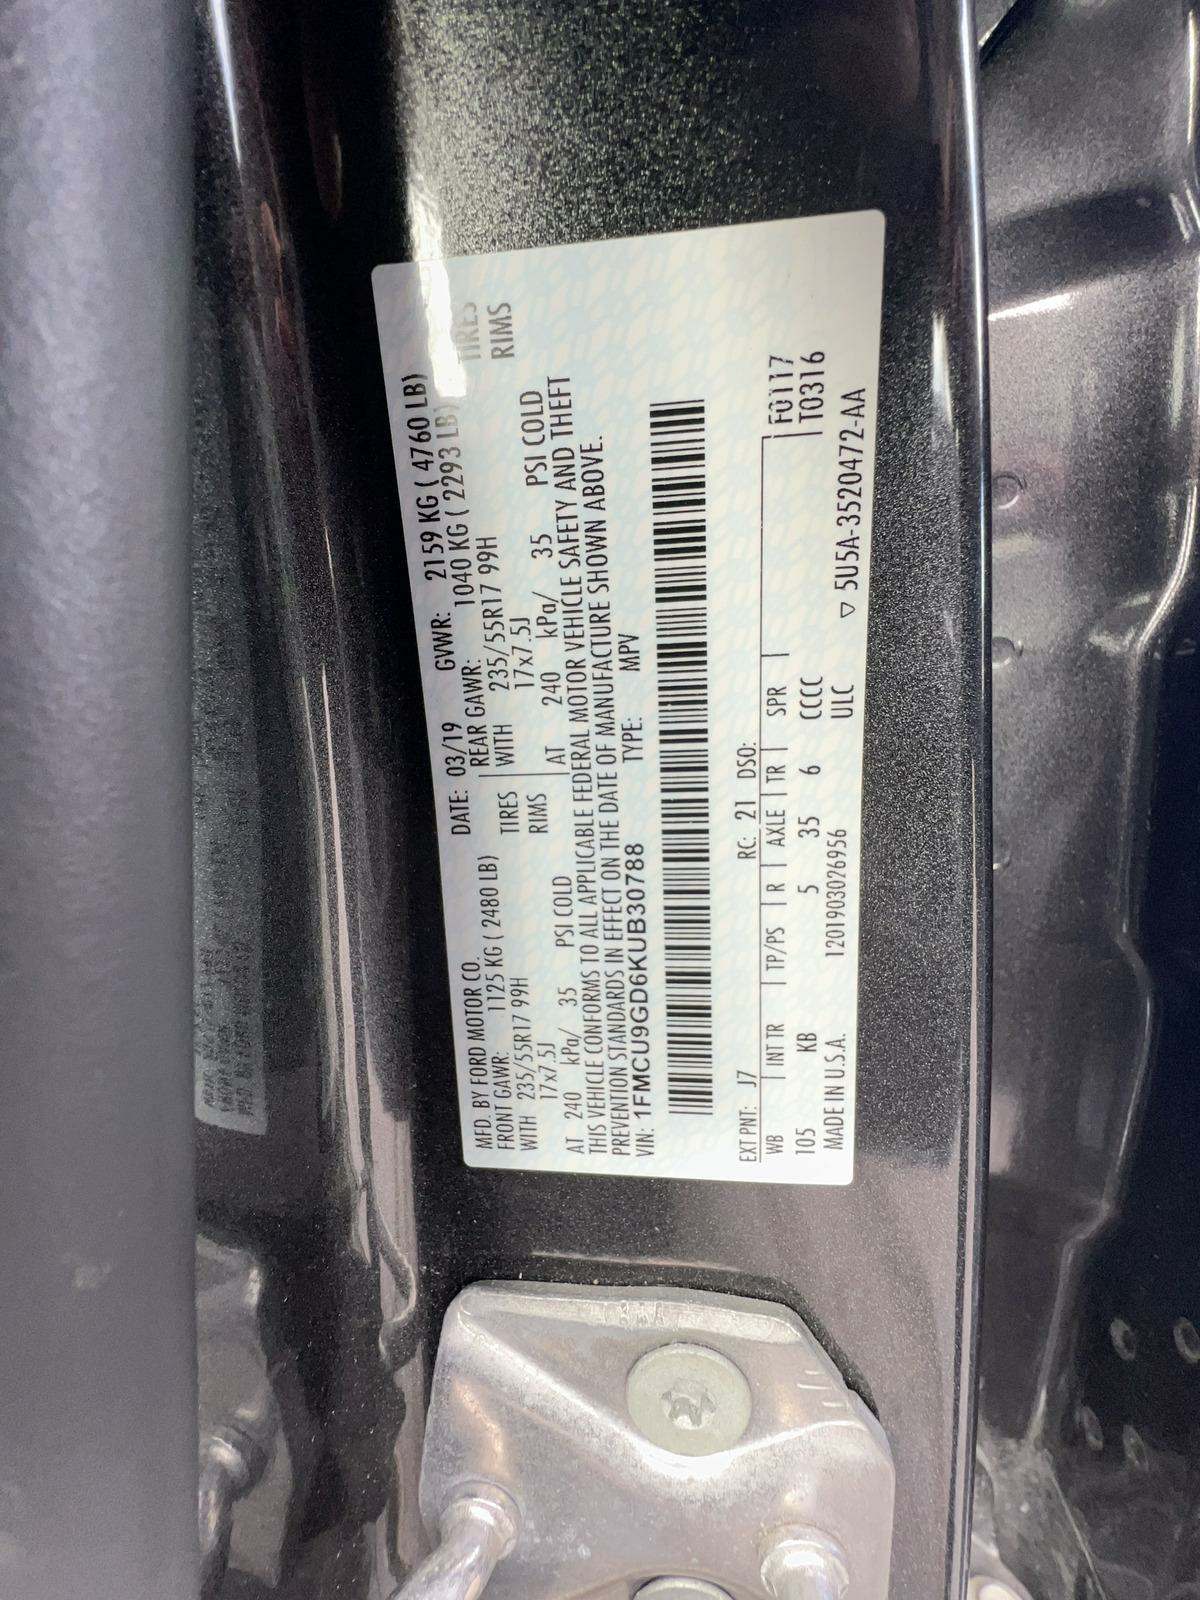 MFD. BY FORD MOTOR CO. DATE: 03/19 GVWR: 2159 KG ( 4760 LB)
FRONT GAWR: 1125 KG ( 2480 LB) REAR GAWR: 1040 KG ( 2293 LB)
WITH 235/55R17 99H TIRES WITH 235/55R17 99H TIRES
17x7.5J RIMS 17x7.5J RIMS
AT 240 kPa/ 35 PSI COLD AT 240 kPa/ 35 PSI COLD
THIS VEHICLE CONFORMS TO ALL APPLICABLE FEDERAL MOTOR VEHICLE SAFETY AND THEFT
PREVENTION STANDARDS IN EFFECT ON THE DATE OF MANUFACTURE SHOWN ABOVE.
VIN: 1FMCU9GD6KUB30788 TYPE: MPV
EXT PNT: J7 RC: 21 DSO:
WB INT TR TP/PS R AXLE TR SPR F0117
105 KB 5 35 6 CCCC T0316
MADE IN U.S.A. 1201903026956 ULC ▽ 5U5A-3520472-AA